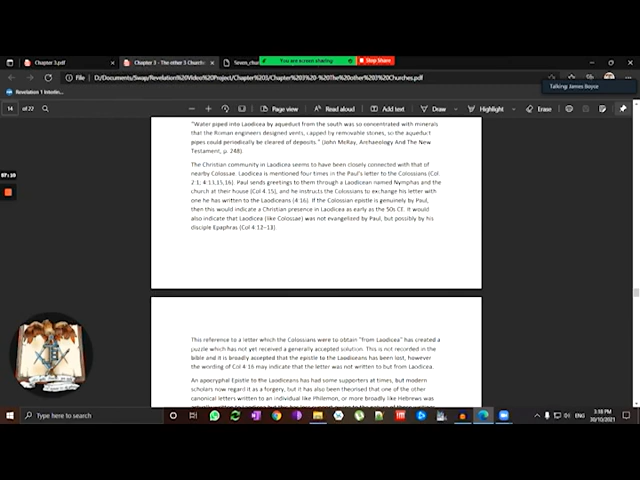 Chapter 3.pdf
Chapter 3 - The other 3 Churches
Seven_chur
You are screen sharing
Stop Share
File
D:/Documents/Swap/Revelation%20Video%20Project/Chapter%203/Chapter%203%20-%20The%20other%203%20Churches.pdf
Talking: James Boyce
Revelation 1 Interlin...
14
of 22
Page view
Read aloud
Add text
Draw
Highlight
Erase
"Water piped into Laodicea by aqueduct from the south was so concentrated with minerals
that the Roman engineers designed vents, capped by removable stones, so the aqueduct
pipes could periodically be cleared of deposits." (John McRay, Archaeology And The New
Testament, p. 248).
The Christian community in Laodicea seems to have been closely connected with that of
nearby Colossae. Laodicea is mentioned four times in the Paul's letter to the Colossians (Col
2:1; 4:13,15,16). Paul sends greetings to them through a Laodicean named Nymphas and the
church at their house (Col 4:15), and he instructs the Colossians to exchange his letter with
one he has written to the Laodiceans (4:16). If the Colossian epistle is genuinely by Paul,
then this would indicate a Christian presence in Laodicea as early as the 50s CE. It would
also indicate that Laodicea (like Colossae) was not evangelized by Paul, but possibly by his
disciple Epaphras (Col 4:12–13).
This reference to a letter which the Colossians were to obtain "from Laodicea" has created a
puzzle which has not yet received a generally accepted solution. This is not recorded in the
bible and it is broadly accepted that the epistle to the Laodiceans has been lost, however
the wording of Col 4:16 may indicate that the letter was not written to but from Laodicea.
An apocryphal Epistle to the Laodiceans has had some supporters at times, but modern
scholars now regard it as a forgery, but it has also been theorised that one of the other
canonical letters written to an individual like Philemon, or more broadly like Hebrews was
Type here to search
3:18 PM
30/10/2021